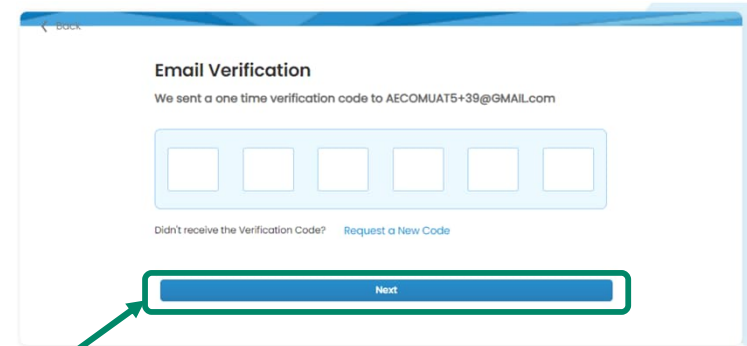 Back
Email Verification
We sent a one time verification code to AECOMUAT5+39@GMAIL.com
Didn't receive the Verification Code? Request a New Code
Next